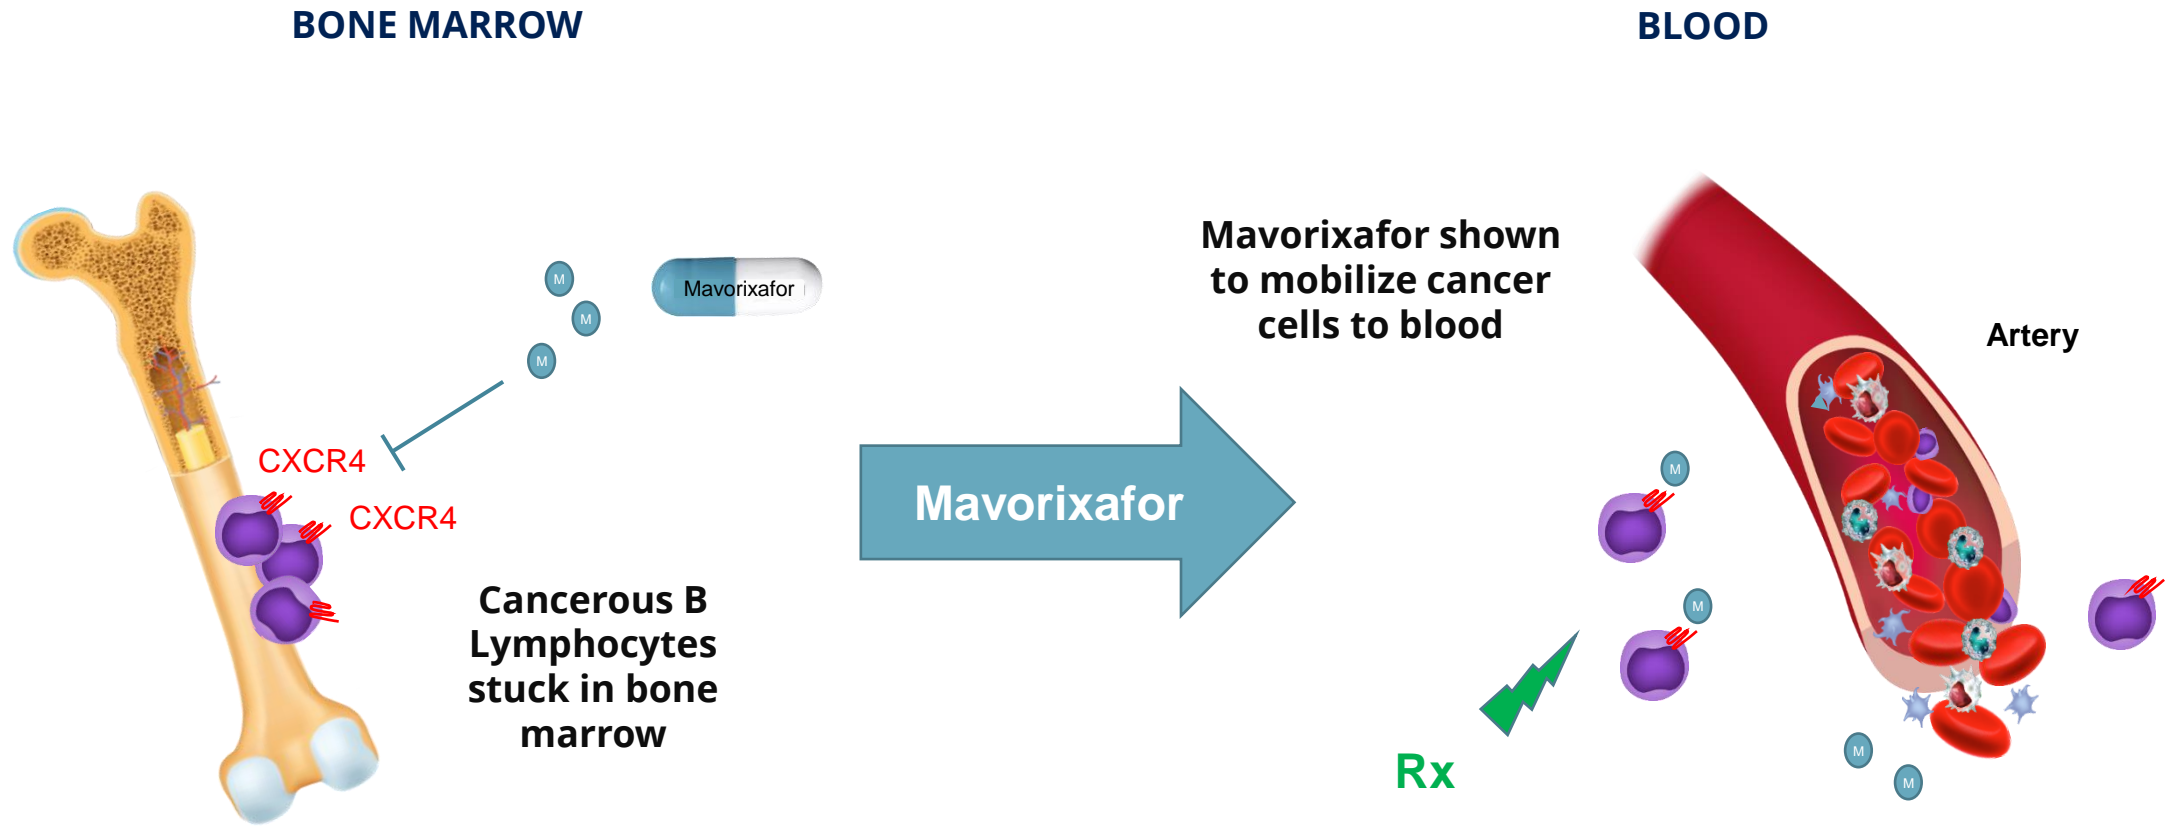 BONE MARROW
BLOOD
Mavorixafor shown
to mobilize cancer
cells to blood
M
Mavorixafor
M
Artery
M
CXCR4
M
Mavorixafor
CXCR4
Cancerous B
Lymphocytes
stuck in bone
marrow
M
Rx
M
M